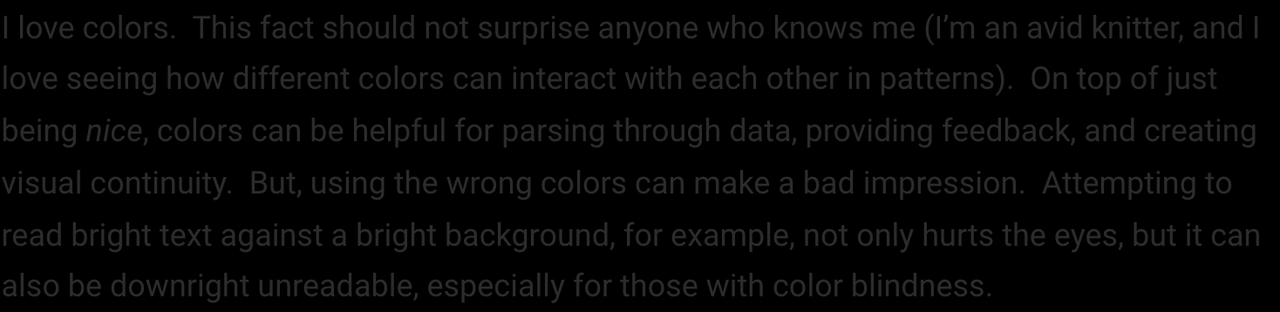 I love colors.  This fact should not surprise anyone who knows me (I’m an avid knitter, and I
love seeing how different colors can interact with each other in patterns).  On top of just
being nice, colors can be helpful for parsing through data, providing feedback, and creating
visual continuity.  But, using the wrong colors can make a bad impression.  Attempting to
read bright text against a bright background, for example, not only hurts the eyes, but it can
also be downright unreadable, especially for those with color blindness.